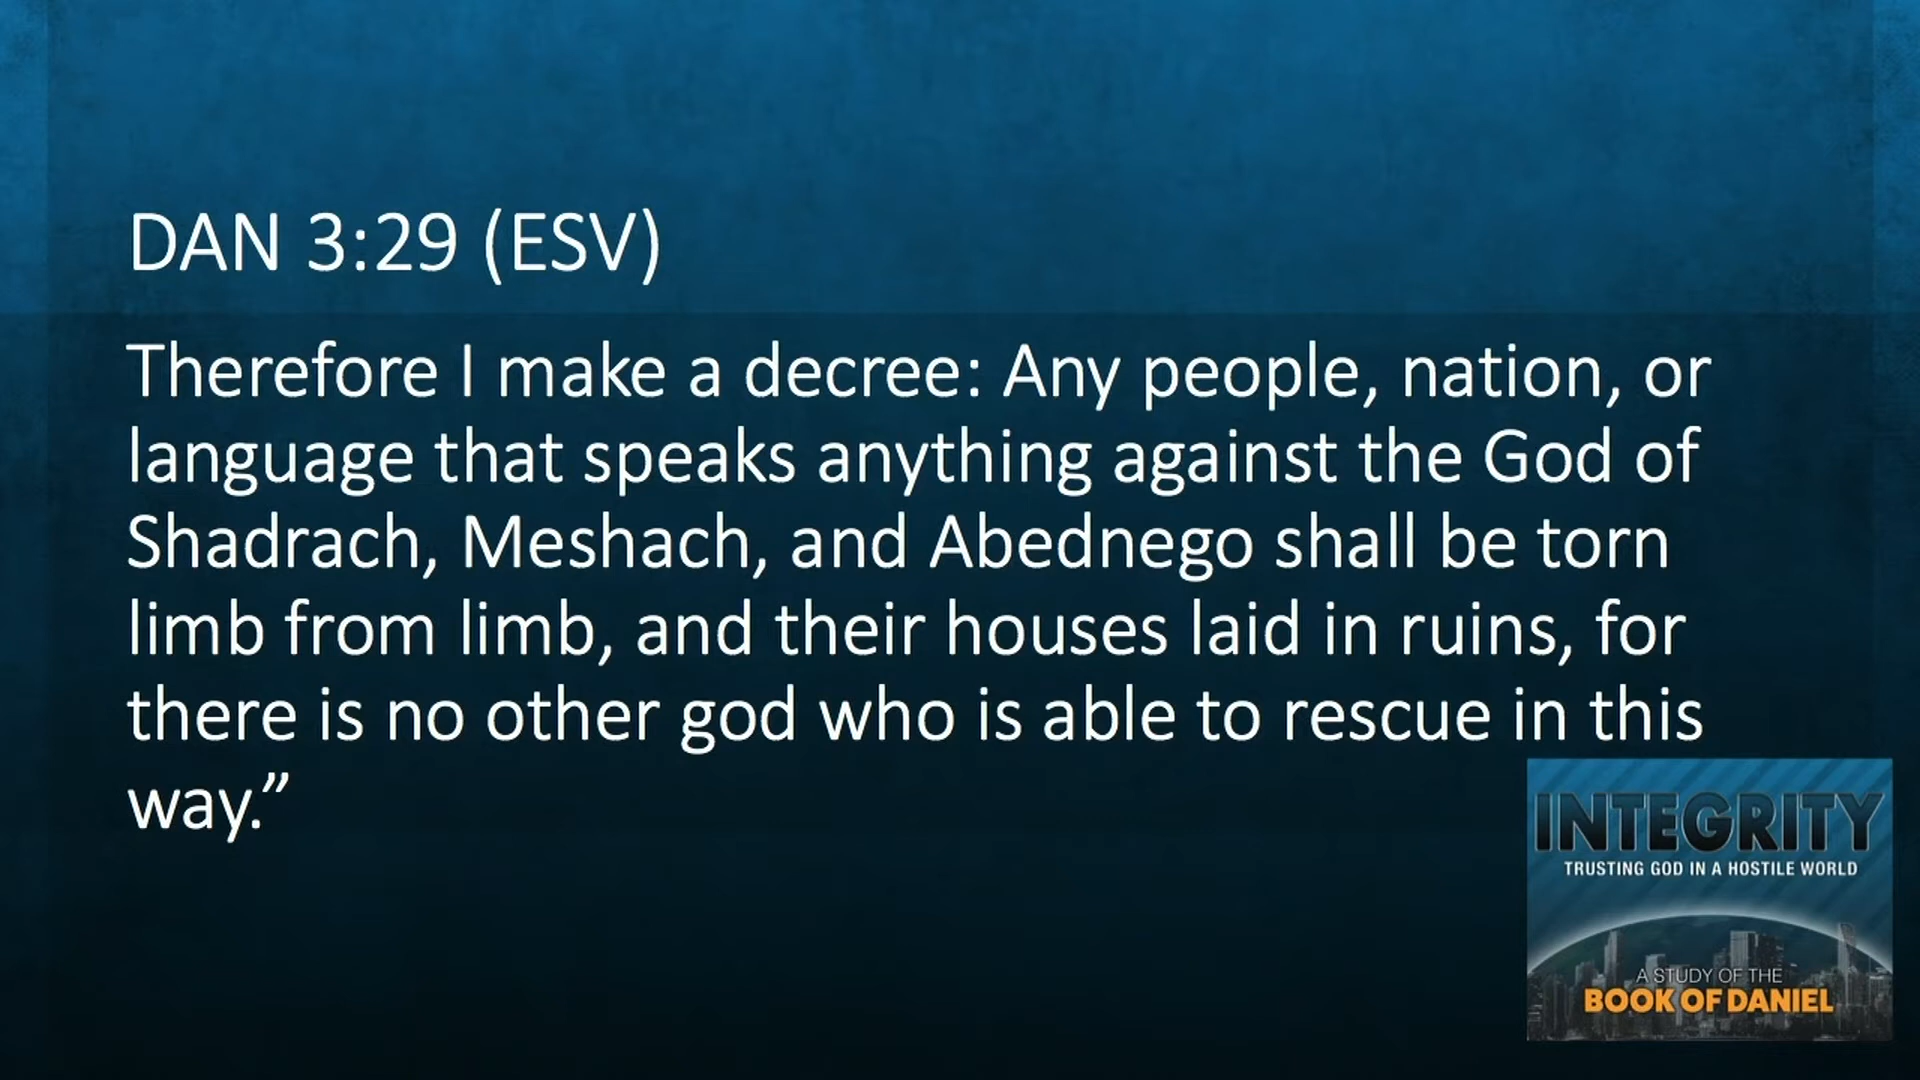 DAN 3:29 (ESV)
Therefore I make a decree: Any people, nation, or
language that speaks anything against the God of
Shadrach, Meshach, and Abednego shall be torn
limb from limb, and their houses laid in ruins, for
there is no other god who is able to rescue in this
way.”
INTEGRITY
TRUSTING GOD IN A HOSTILE WORLD
A STUDY OF THE
BOOK OF DANIEL